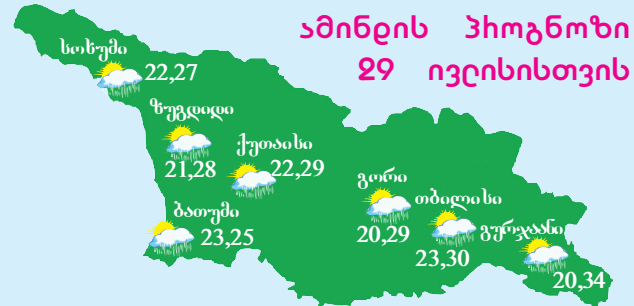 ამინდის პროგნოზი
29 ივლისისთვის
სოხუმი
22,27
ზუგდიდი
21,28
ქუთაისი
22,29
ბათუმი
23,25
გორი
20,29
თბილისი
23,30
გურჯაანი
20,34